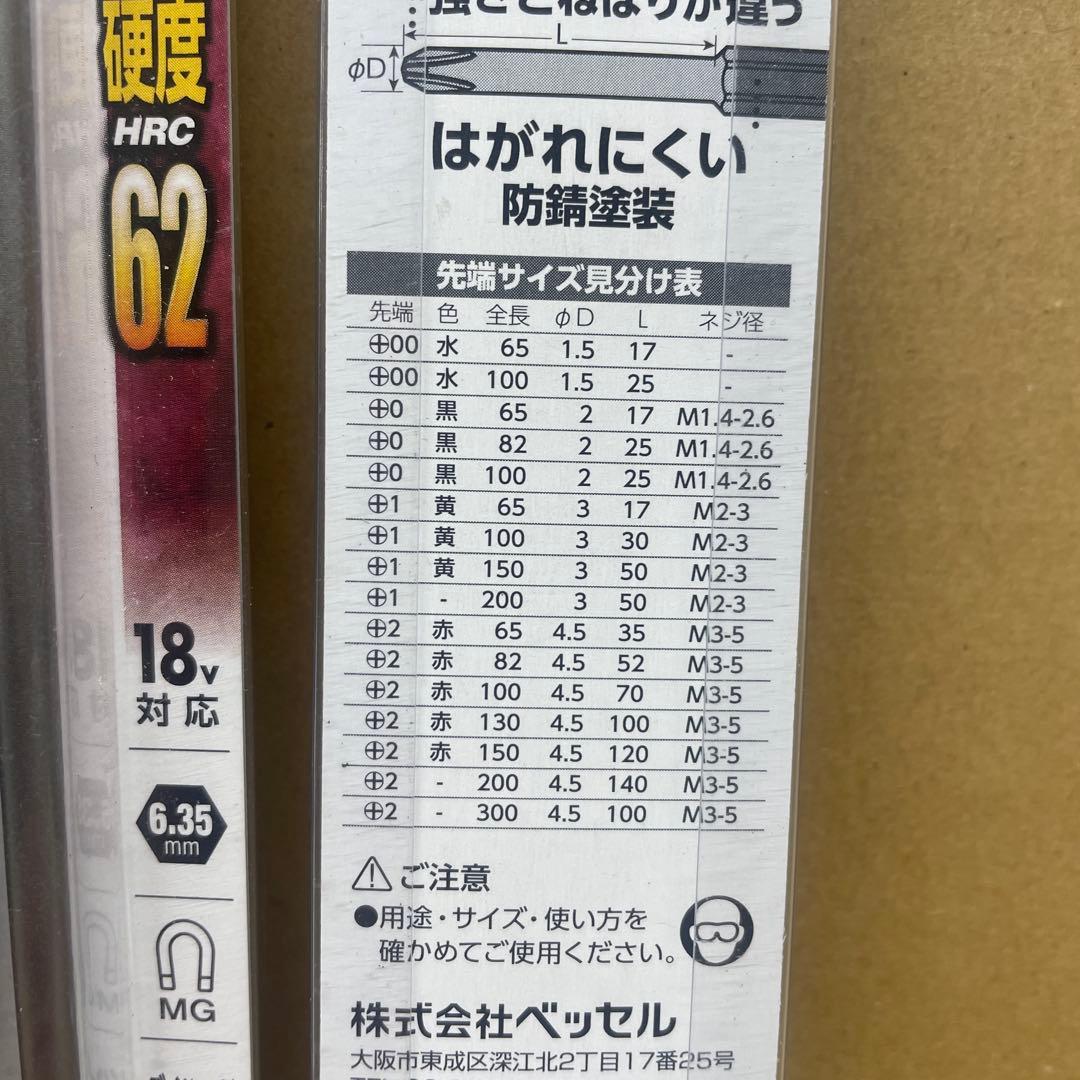 硬度
HRC
62
18V
対応
6.35
mm
MG
強さとねばりが違う
L
φD
はがれにくい
防錆塗装
先端サイズ見分け表
先端 色 全長 φD L ネジ径
⊕00 水 65 1.5 17 -
⊕00 水 100 1.5 25 -
⊕0 黒 65 2 17 M1.4-2.6
⊕0 黒 82 2 25 M1.4-2.6
⊕0 黒 100 2 25 M1.4-2.6
⊕1 黄 65 3 17 M2-3
⊕1 黄 100 3 30 M2-3
⊕1 黄 150 3 50 M2-3
⊕1 - 200 3 50 M2-3
⊕2 赤 65 4.5 35 M3-5
⊕2 赤 82 4.5 52 M3-5
⊕2 赤 100 4.5 70 M3-5
⊕2 赤 130 4.5 100 M3-5
⊕2 赤 150 4.5 120 M3-5
⊕2 - 200 4.5 140 M3-5
⊕2 - 300 4.5 100 M3-5
⚠ご注意
●用途・サイズ・使い方を
確かめてご使用ください。
株式会社ベッセル
大阪市東成区深江北2丁目17番25号